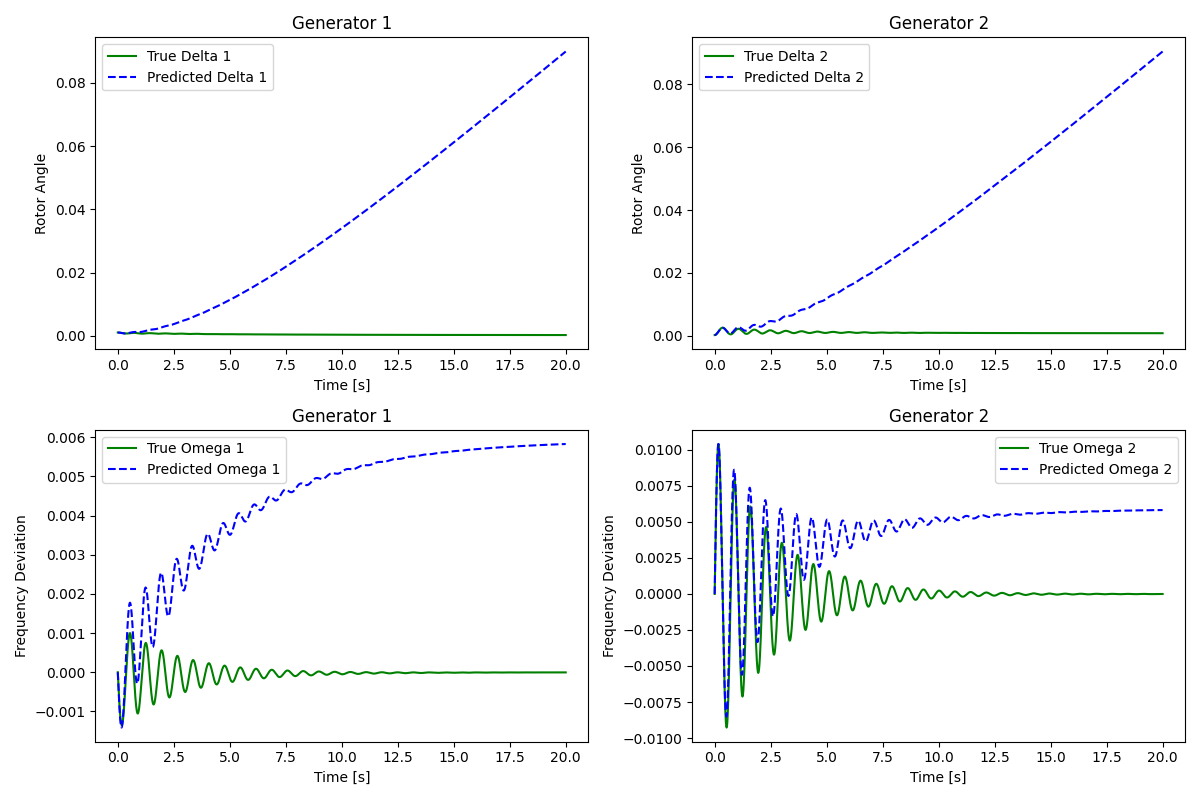 Generator 1
True Delta 1
Predicted Delta 1
Rotor Angle
0.08
0.06
0.04
0.02
0.00
0.0 2.5 5.0 7.5 10.0 12.5 15.0 17.5 20.0
Time [s]
Generator 2
True Delta 2
Predicted Delta 2
Rotor Angle
0.08
0.06
0.04
0.02
0.00
0.0 2.5 5.0 7.5 10.0 12.5 15.0 17.5 20.0
Time [s]
Generator 1
True Omega 1
Predicted Omega 1
Frequency Deviation
0.006
0.005
0.004
0.003
0.002
0.001
0.000
−0.001
0.0 2.5 5.0 7.5 10.0 12.5 15.0 17.5 20.0
Time [s]
Generator 2
True Omega 2
Predicted Omega 2
Frequency Deviation
0.0100
0.0075
0.0050
0.0025
0.0000
−0.0025
−0.0050
−0.0075
−0.0100
0.0 2.5 5.0 7.5 10.0 12.5 15.0 17.5 20.0
Time [s]